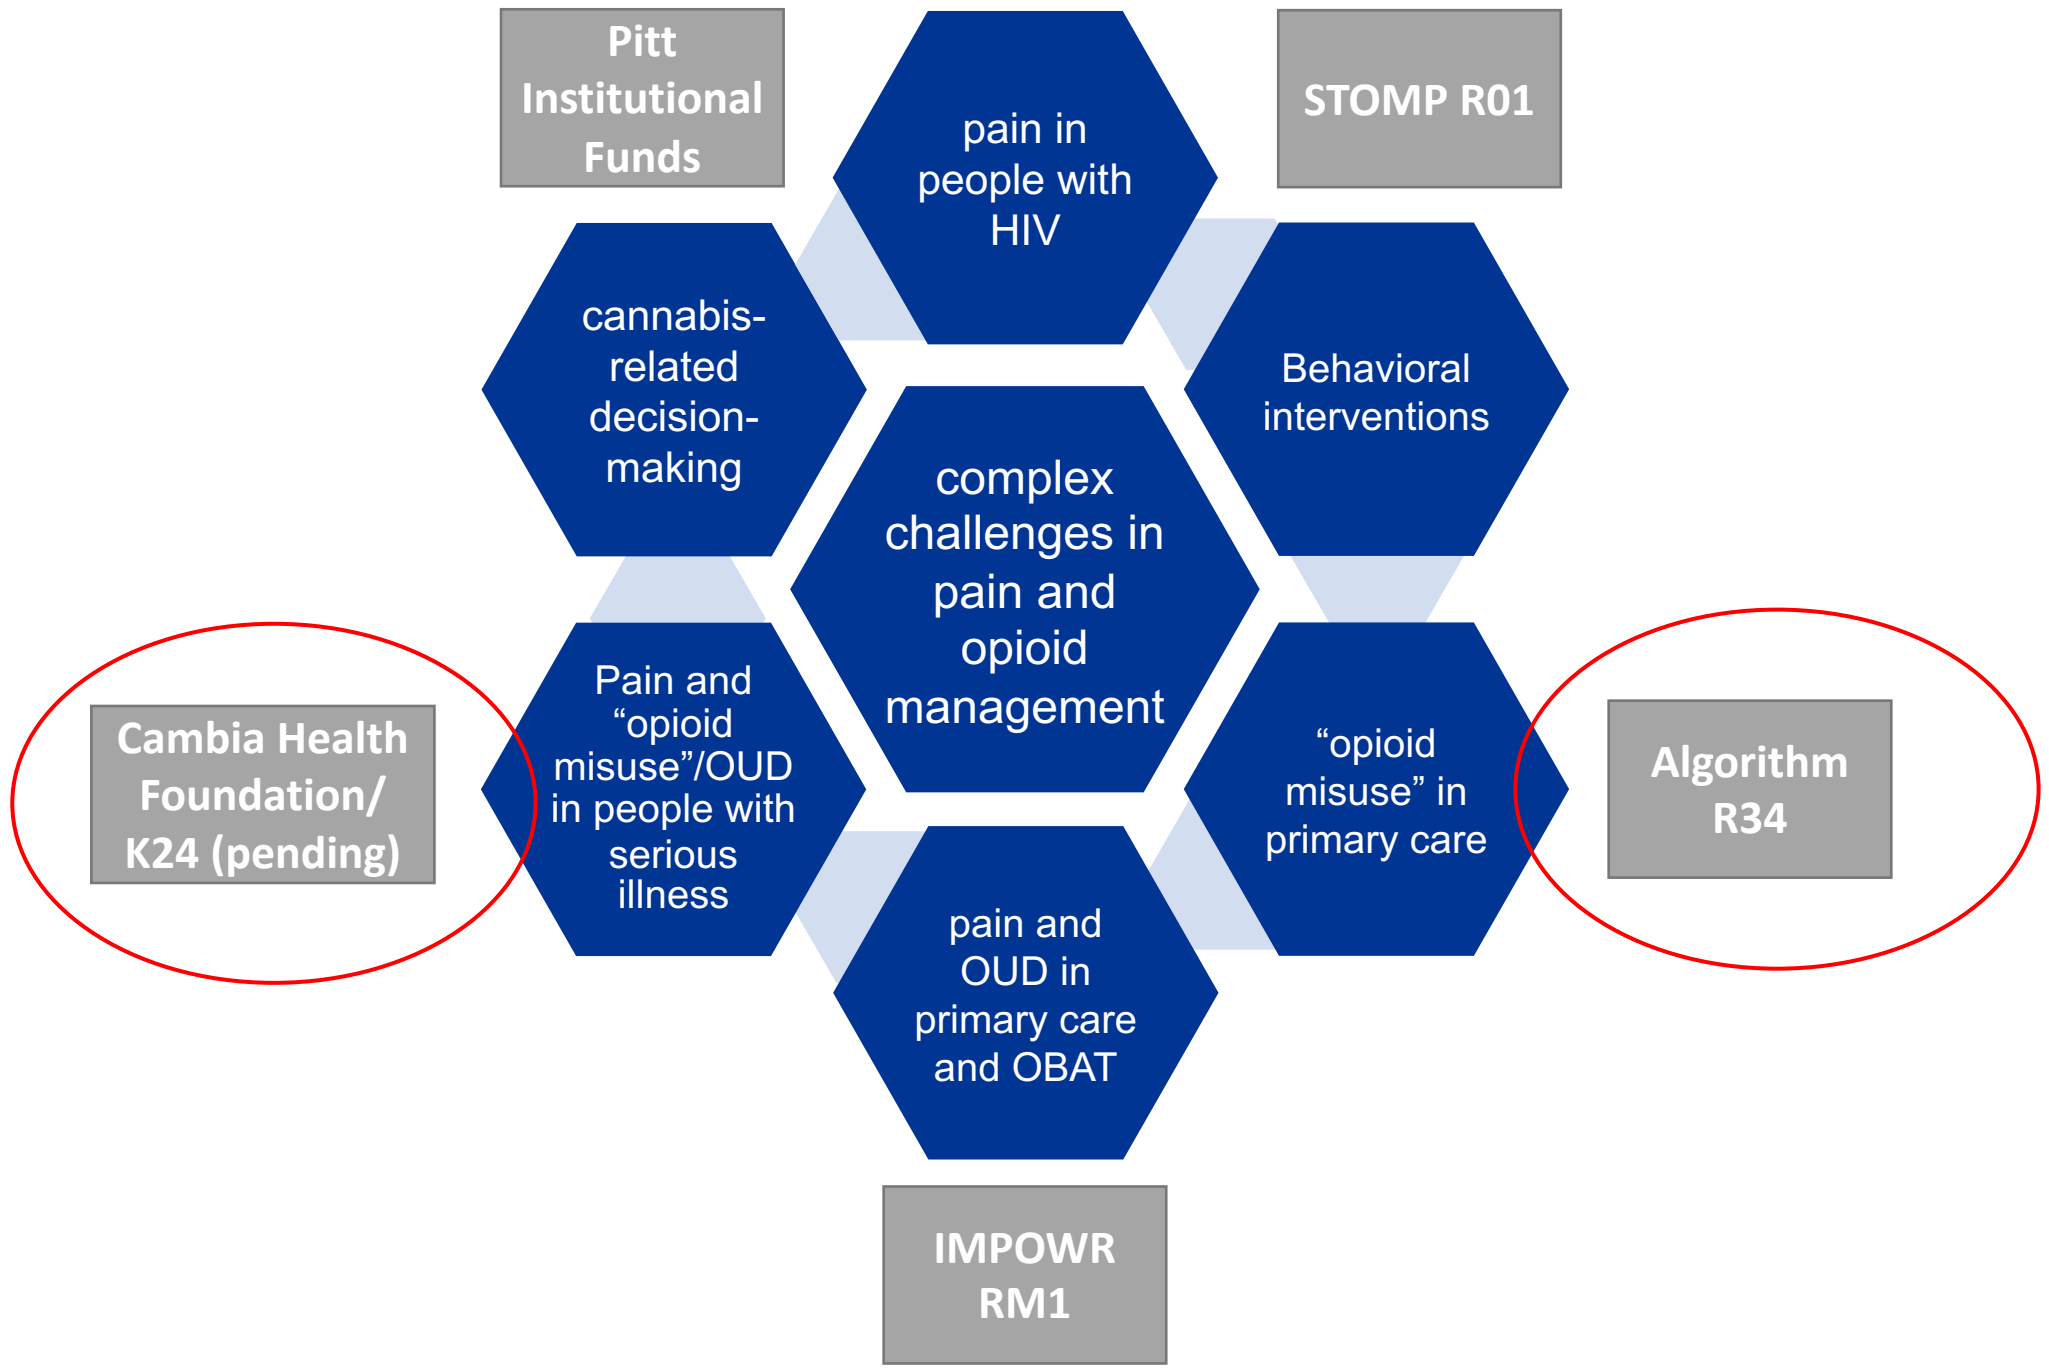 Pitt
Institutional
Funds
pain in
people with
HIV
STOMP R01
cannabis-
related
decision-
making
Behavioral
interventions
complex
challenges in
pain and
opioid
management
Cambia Health
Foundation/
K24 (pending)
Pain and
“opioid
misuse”/OUD
in people with
serious
illness
“opioid
misuse” in
primary care
Algorithm
R34
pain and
OUD in
primary care
and OBAT
IMPOWR
RM1